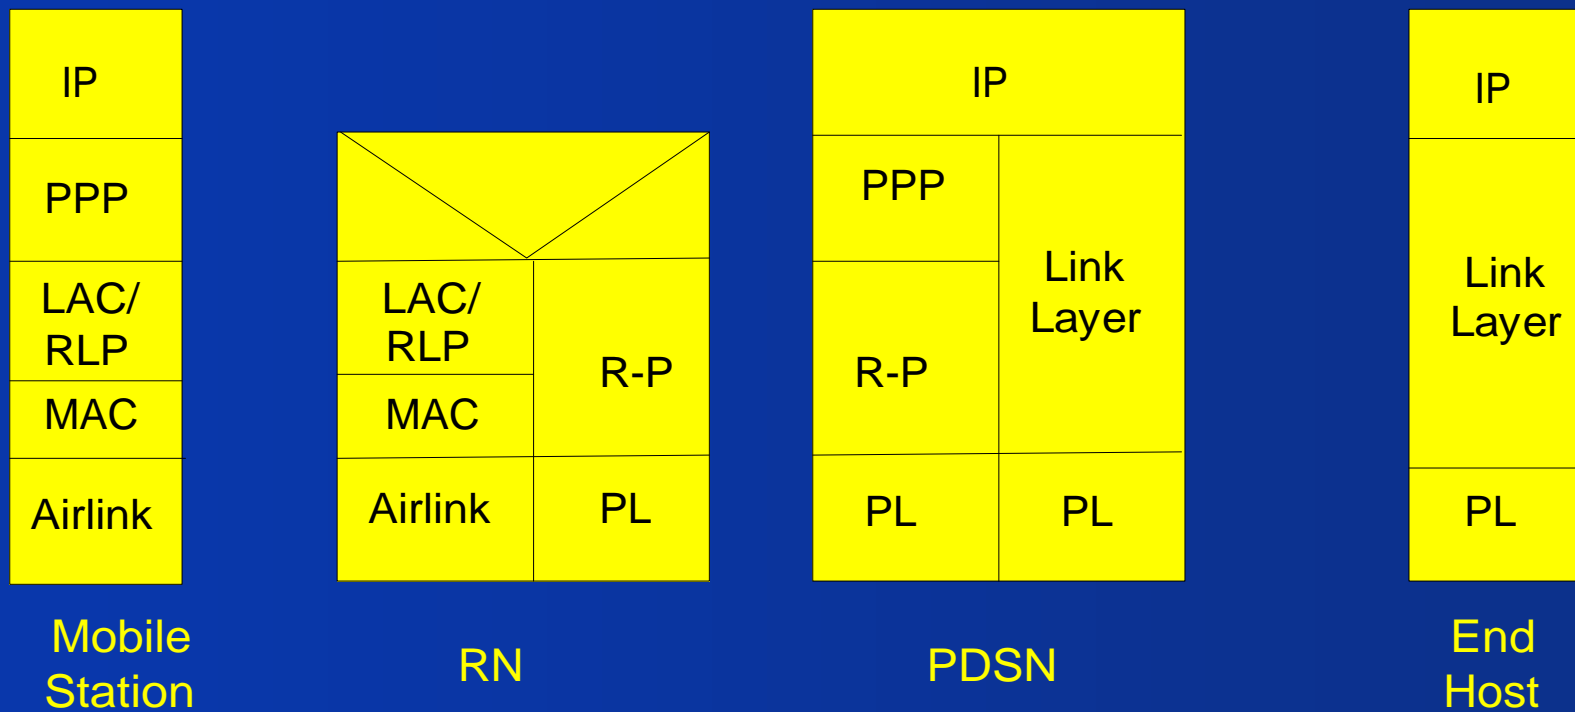 IP
PPP
LAC/
RLP
MAC
Airlink
Mobile
Station
LAC/
RLP
MAC
Airlink
R-P
PL
RN
IP
PPP
R-P
PL
Link
Layer
PL
PDSN
IP
Link
Layer
PL
End
Host